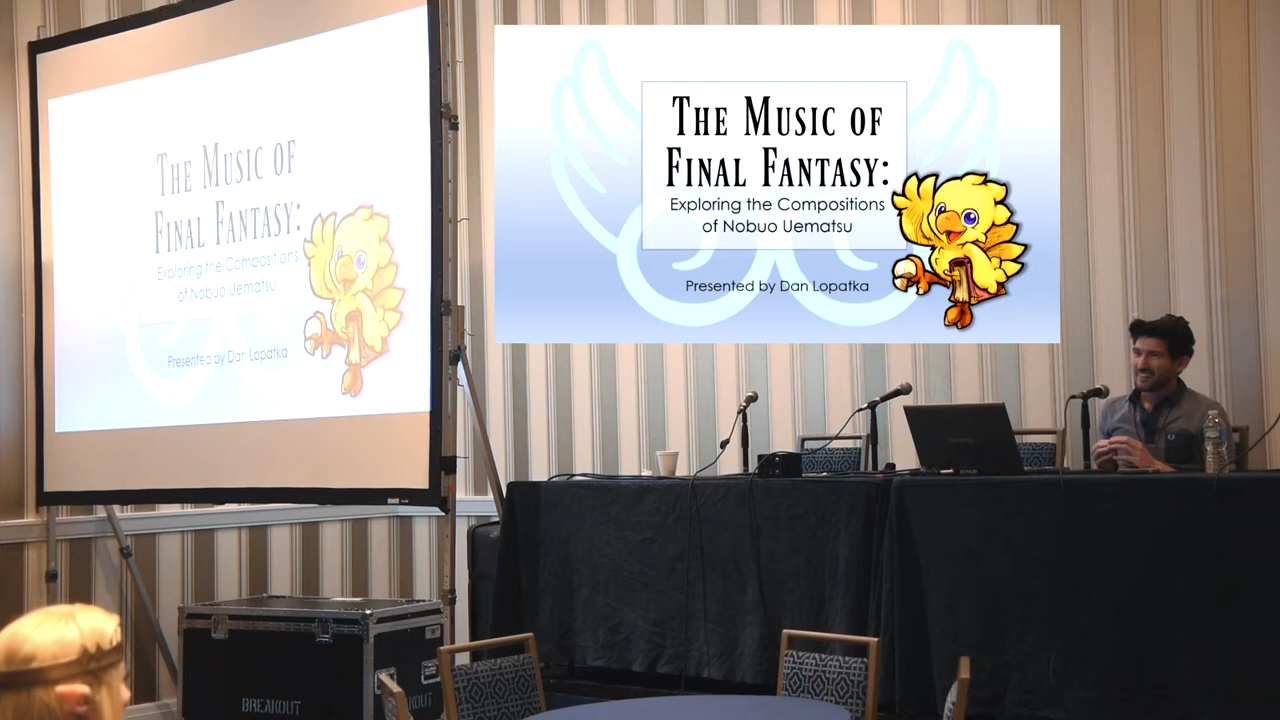 The Music of
Final Fantasy:
Exploring the Compositions
of Nobuo Uematsu
Presented by Dan Lopatka
The Music of
Final Fantasy:
Exploring the Compositions
of Nobuo Uematsu
Presented by Dan Lopatka
BREAKOUT
KOUT